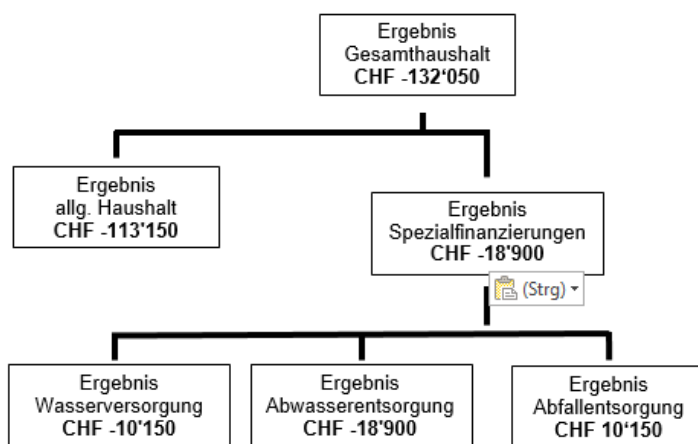 Ergebnis
Gesamthaushalt
CHF -132‘050
Ergebnis
allg. Haushalt
CHF -113'150
Ergebnis
Spezialfinanzierungen
CHF -18'900
(Strg)
Ergebnis
Wasserversorgung
CHF -10'150
Ergebnis
Abwasserentsorgung
CHF -18'900
Ergebnis
Abfallentsorgung
CHF 10‘150